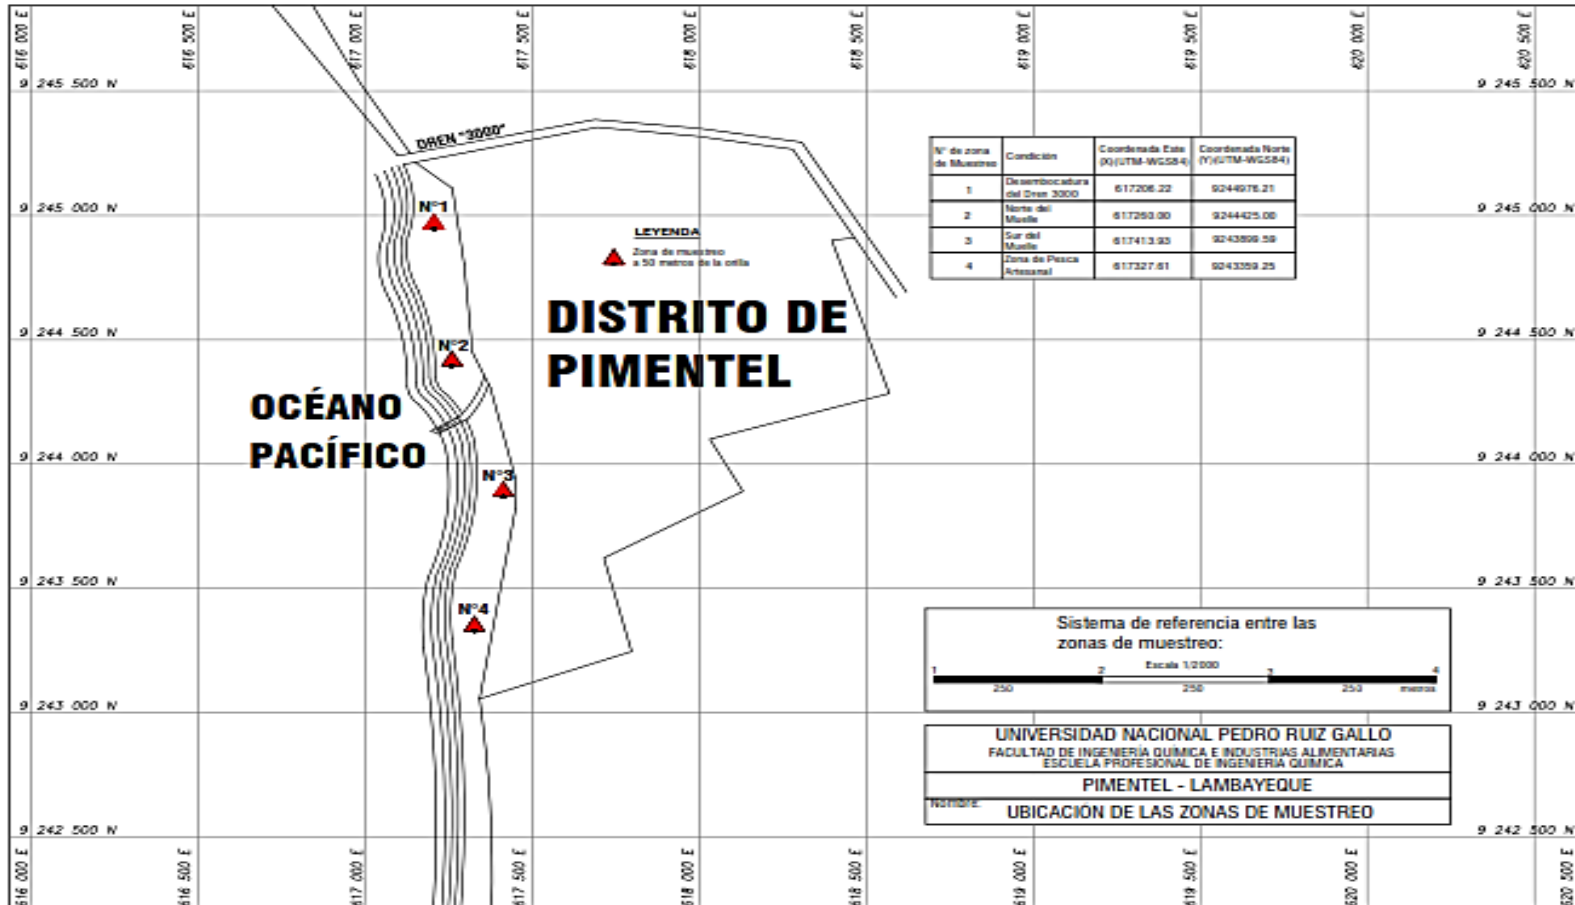 616 000 E
616 500 E
617 000 E
617 500 E
618 000 E
618 500 E
619 000 E
619 500 E
620 000 E
620 500 E
9 245 500 N
9 245 500 N
DREN "3000"
N° de zona de Muestreo
Condición
Coordenada Este (X)(UTM-WGS84)
Coordenada Norte (Y)(UTM-WGS84)
1
Desembocadura del Dren 3000
617206.22
9244976.21
2
Norte del Muelle
617260.00
9244425.00
3
Sur del Muelle
617413.93
9243899.59
4
Zona de Pesca Artesanal
617327.61
9243359.25
N°1
9 245 000 N
9 245 000 N
LEYENDA
Zona de muestreo
a 50 metros de la orilla
DISTRITO DE
PIMENTEL
9 244 500 N
9 244 500 N
N°2
OCÉANO
PACÍFICO
9 244 000 N
9 244 000 N
N°3
9 243 500 N
9 243 500 N
N°4
Sistema de referencia entre las
zonas de muestreo:
Escala 1/2000
1
2
3
4
250
250
250
metros
9 243 000 N
9 243 000 N
UNIVERSIDAD NACIONAL PEDRO RUIZ GALLO
FACULTAD DE INGENIERÍA QUÍMICA E INDUSTRIAS ALIMENTARIAS
ESCUELA PROFESIONAL DE INGENIERÍA QUÍMICA
PIMENTEL - LAMBAYEQUE
Nombre:
UBICACIÓN DE LAS ZONAS DE MUESTREO
9 242 500 N
9 242 500 N
616 000 E
616 500 E
617 000 E
617 500 E
618 000 E
618 500 E
619 000 E
619 500 E
620 000 E
620 500 E